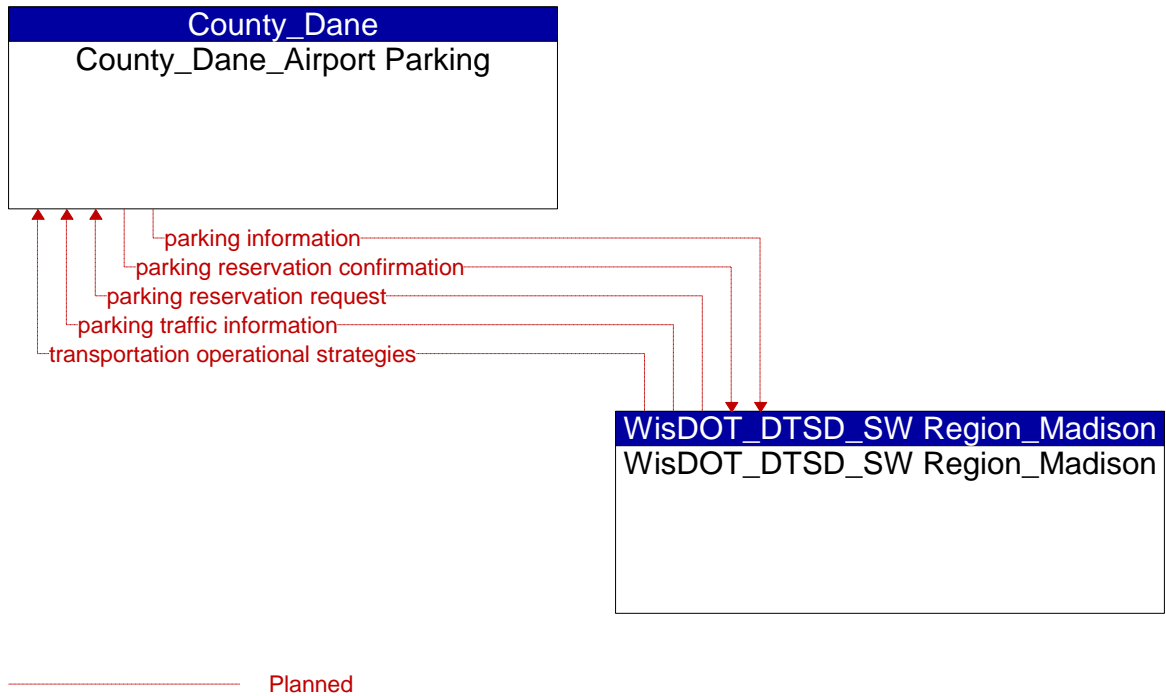 County_Dane
County_Dane_Airport Parking
parking information
parking reservation confirmation
parking reservation request
parking traffic information
transportation operational strategies
WisDOT_DTSD_SW Region_Madison
WisDOT_DTSD_SW Region_Madison
Planned